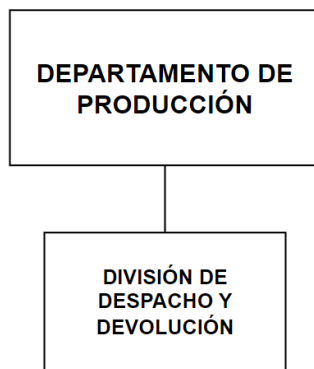 DEPARTAMENTO DE
PRODUCCIÓN
DIVISIÓN DE
DESPACHO Y
DEVOLUCIÓN